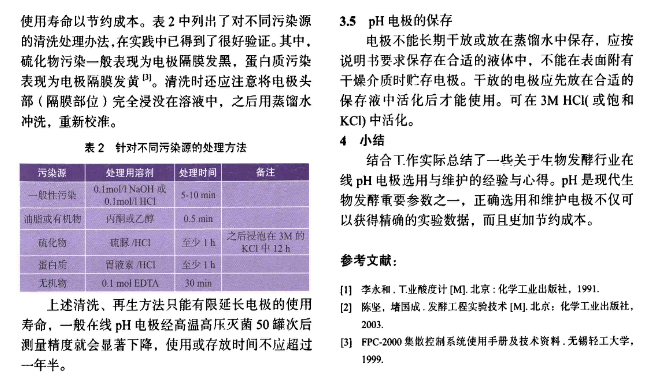 使用寿命以节约成本。表 2 中列出了对不同污染源
的清洗处理办法,在实践中已得到了很好验证。其中,
硫化物污染一般表现为电极隔膜发黑，蛋白质污染
表现为电极隔膜发黄 [3]。清洗时还应注意将电极头
部（隔膜部位）完全浸没在溶液中，之后用蒸馏水
冲洗，重新校准。
表 2 针对不同污染源的处理方法
污染源 处理用溶剂 处理时间 备注
一般性污染 0.1mol/l NaOH 或 0.1mol/l HCl 5-10 min
油脂或有机物 丙酮或乙醇 0.5 min
硫化物 硫脲 /HCl 至少 1 h 之后浸泡在 3M 的 KCl 中 12 h
蛋白质 胃液素 /HCl 至少 1 h
无机物 0.1 mol EDTA 30 min
上述清洗、再生方法只能有限延长电极的使用
寿命，一般在线 pH 电极经高温高压灭菌 50 罐次后
测量精度就会显著下降，使用或存放时间不应超过
一年半。
3.5 pH 电极的保存
电极不能长期干放或放在蒸馏水中保存，应按
说明书要求保存在合适的液体中，不能在表面附有
干燥介质时贮存电极。干放的电极应先放在合适的
保存液中活化后才能使用。可在 3M HCl( 或饱和
KCl) 中活化。
4 小结
结合工作实际总结了一些关于生物发酵行业在
线 pH 电极选用与维护的经验与心得。pH 是现代生
物发酵重要参数之一，正确选用和维护电极不仅可
以获得精确的实验数据，而且更加节约成本。
参考文献：
[1] 李永和 . 工业酸度计 [M]. 北京 : 化学工业出版社，1991.
[2] 陈坚，堵国成 . 发酵工程实验技术 [M]. 北京：化学工业出版社，
2003.
[3] FPC-2000 集散控制系统使用手册及技术资料 . 无锡轻工大学，
1999.